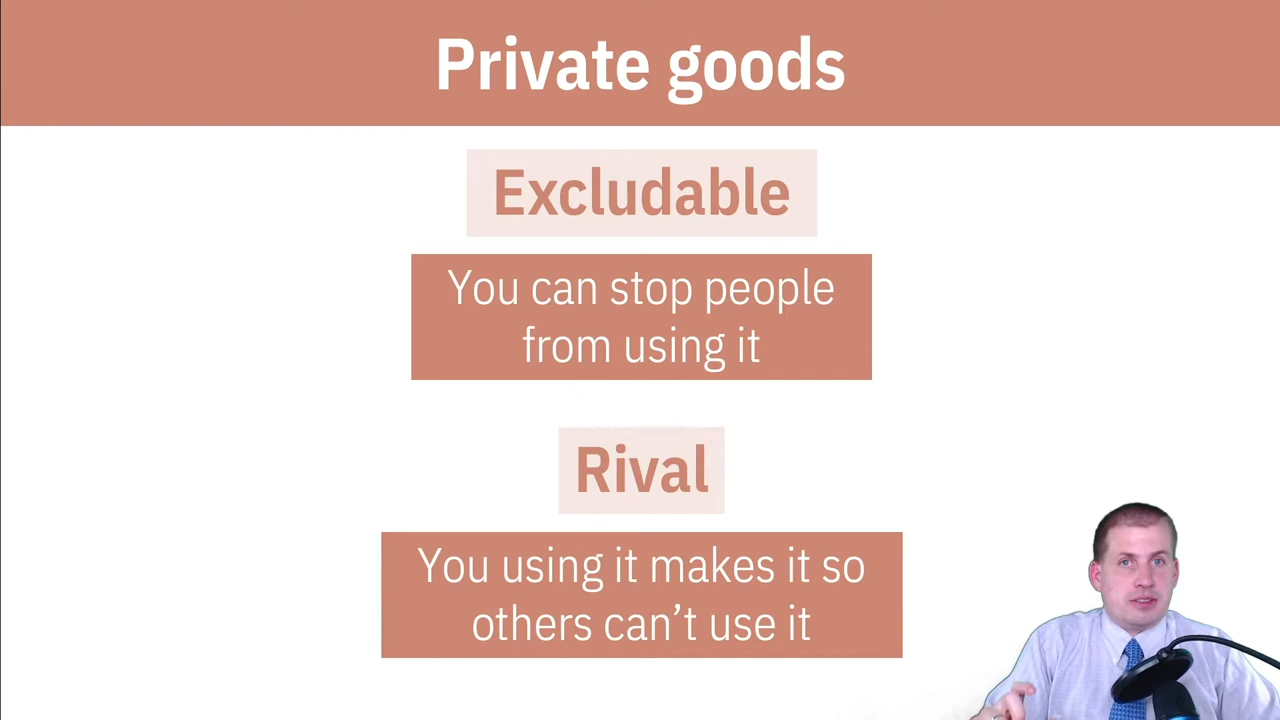 Private goods
Excludable
You can stop people
from using it
Rival
You using it makes it so
others can’t use it